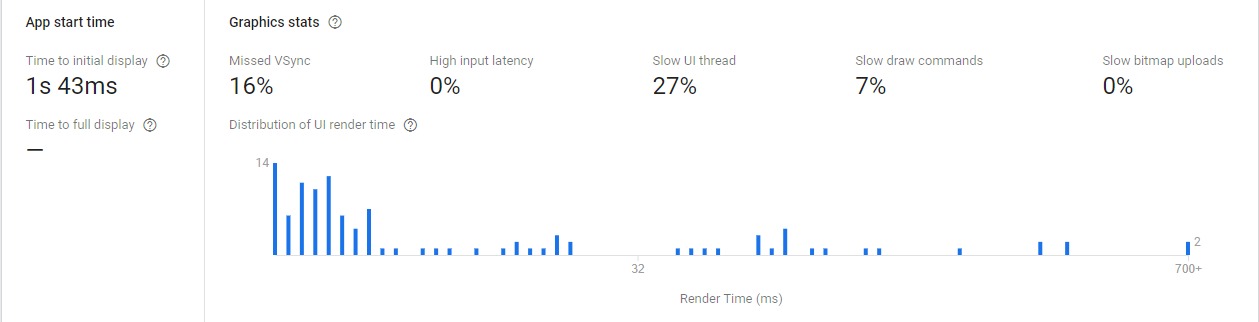 App start time
Time to initial display
1s 43ms
Time to full display
—
Graphics stats
Missed VSync
16%
High input latency
0%
Slow UI thread
27%
Slow draw commands
7%
Slow bitmap uploads
0%
Distribution of UI render time
14
2
32
700+
Render Time (ms)